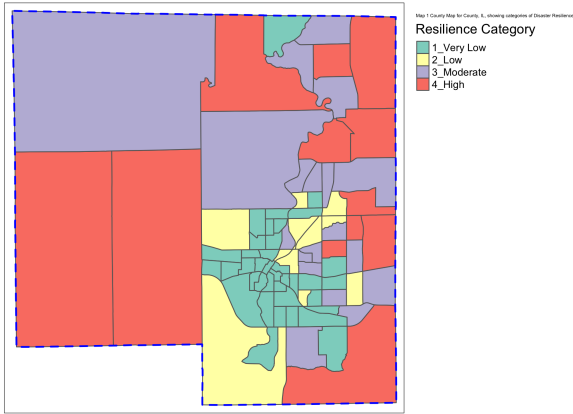 Map 1 County Map for County, IL, showing categories of Disaster Resilience
Resilience Category
1_Very Low
2_Low
3_Moderate
4_High